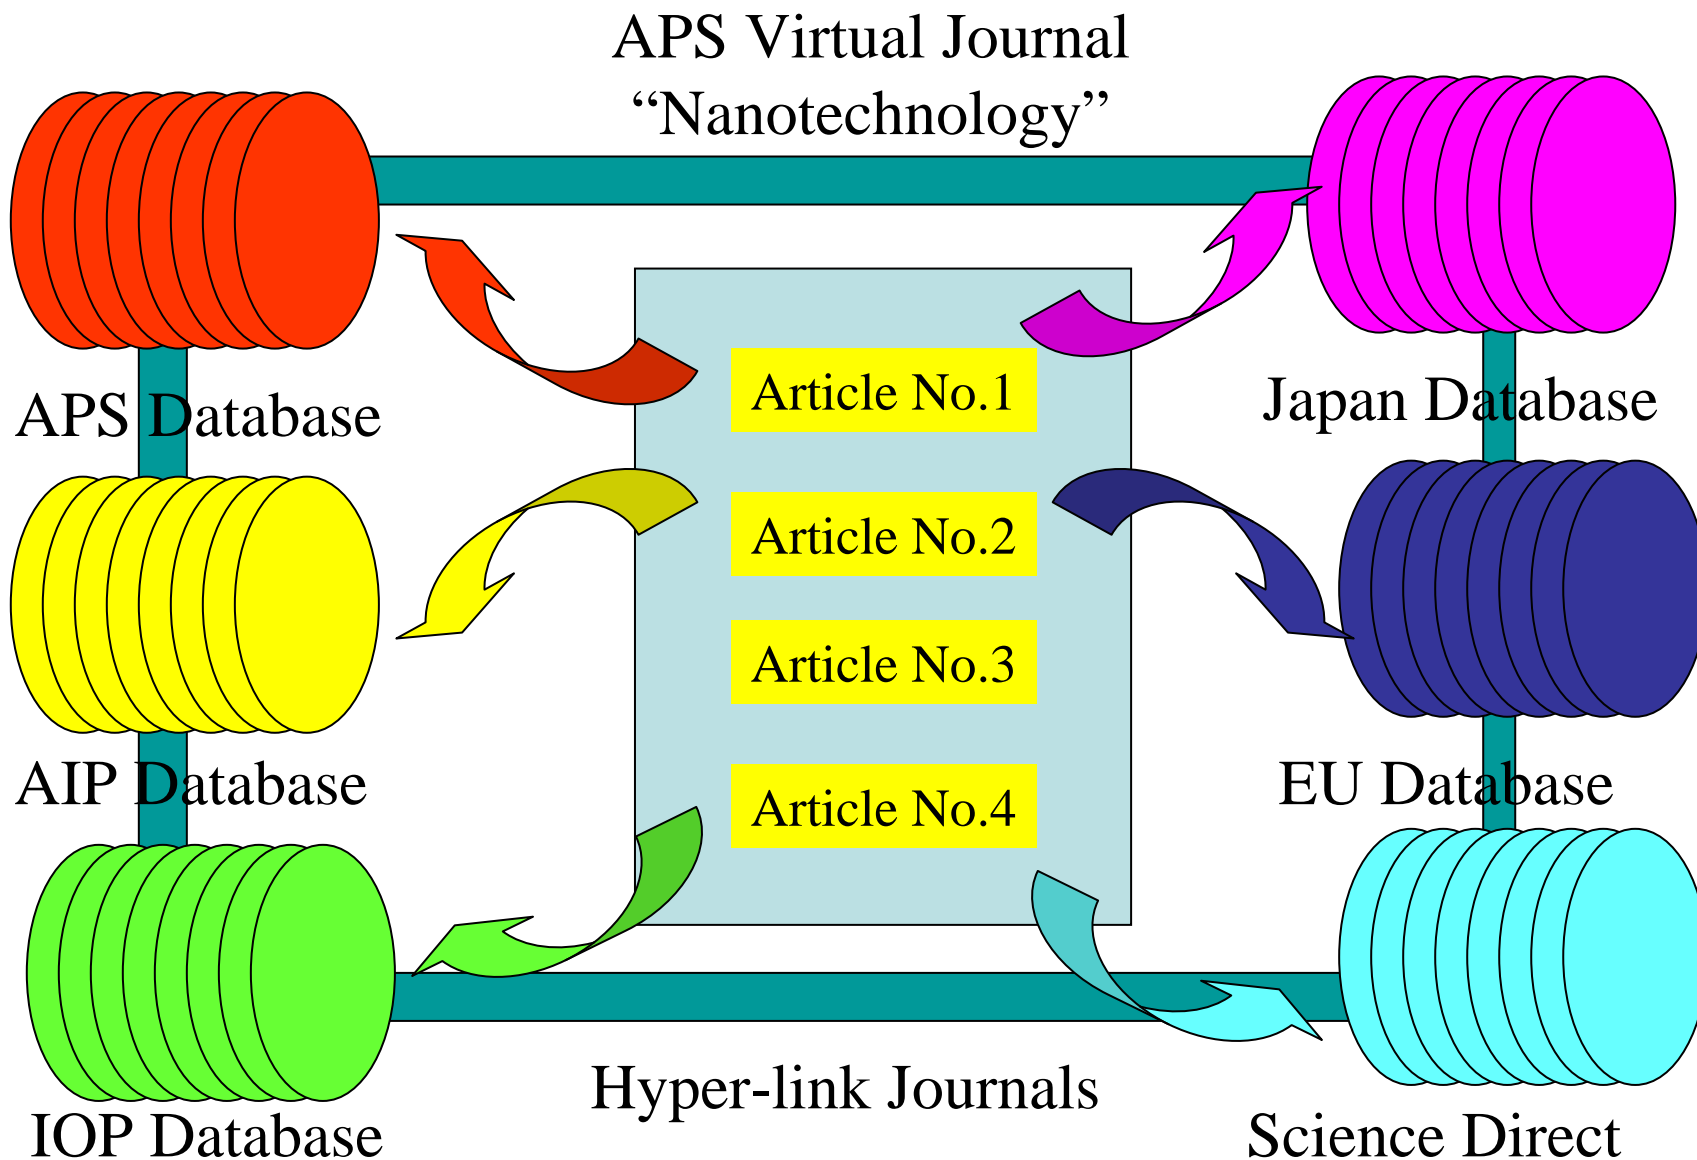 APS Virtual Journal
“Nanotechnology”
APS Database
Japan Database
Article No.1
Article No.2
Article No.3
Article No.4
AIP Database
EU Database
Hyper-link Journals
IOP Database
Science Direct